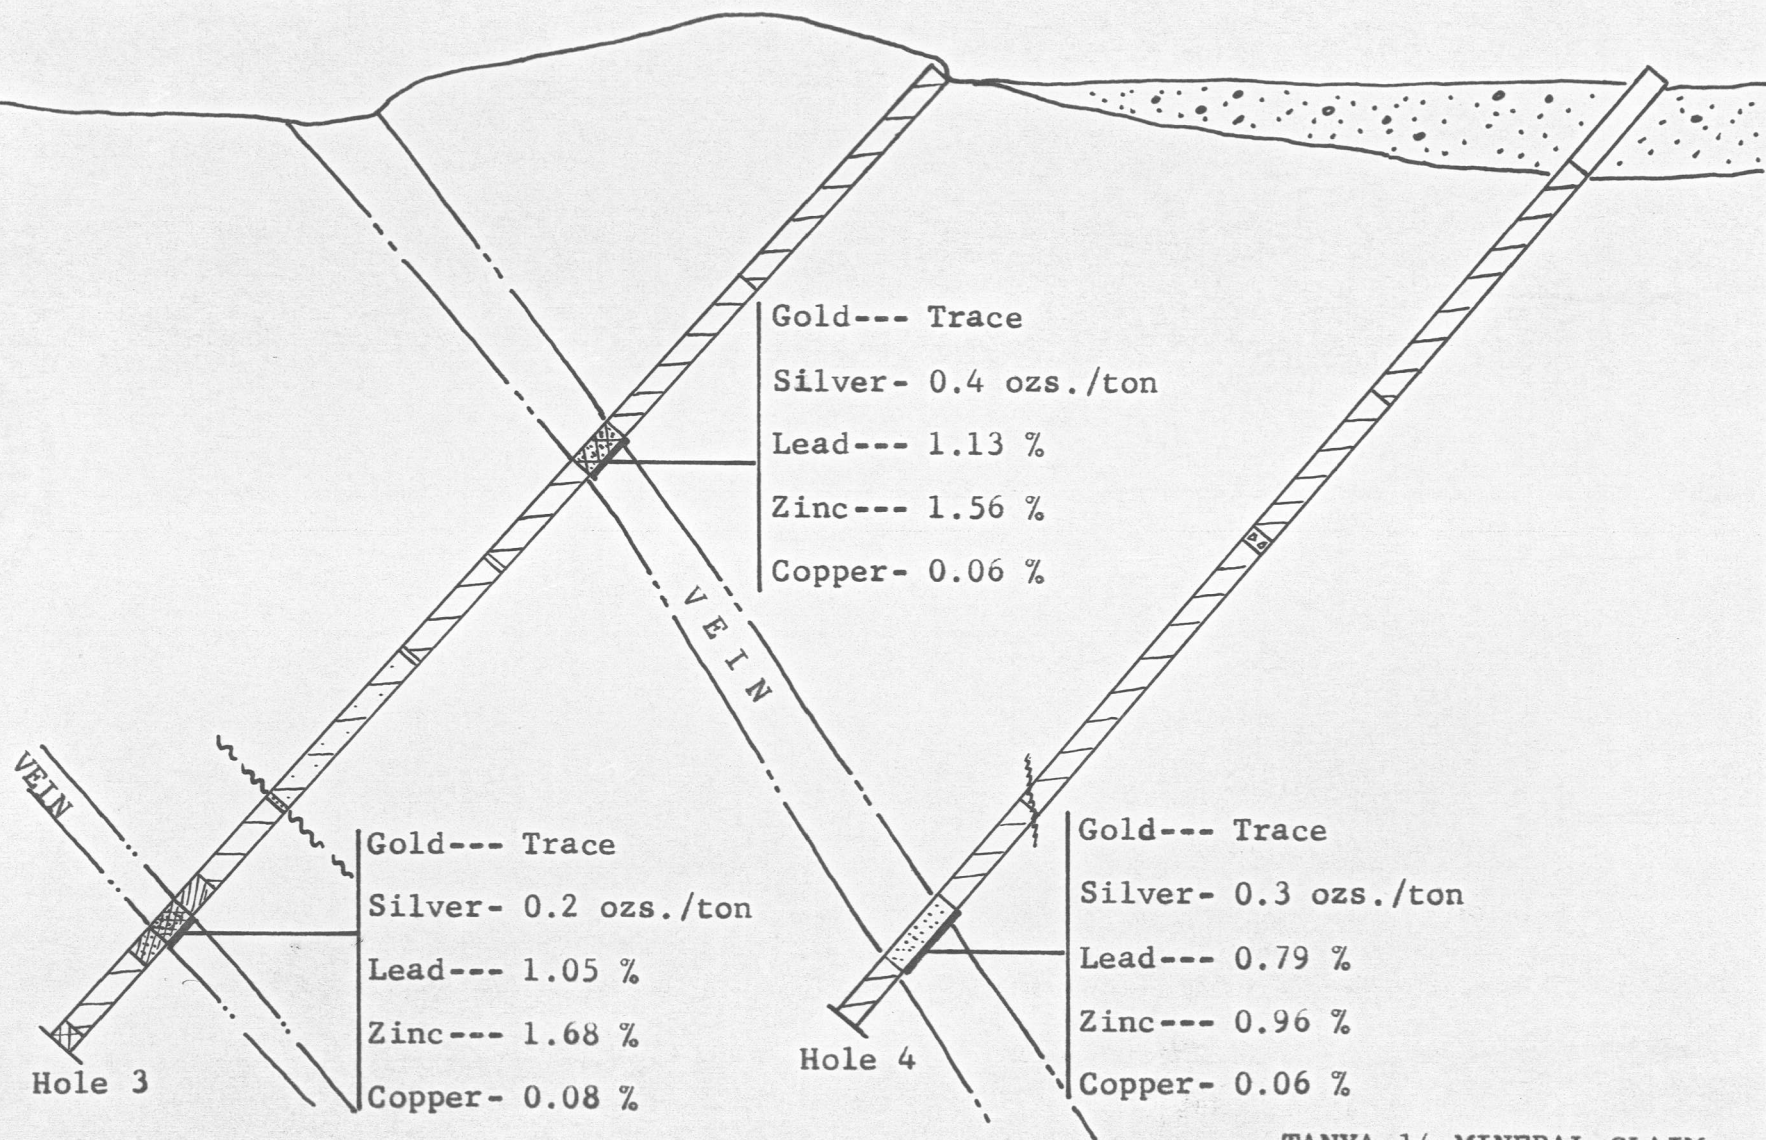 Gold--- Trace
Silver- 0.4 ozs./ton
Lead--- 1.13 %
Zinc--- 1.56 %
Copper- 0.06 %
VEIN
VEIN
Gold--- Trace
Silver- 0.2 ozs./ton
Lead--- 1.05 %
Zinc--- 1.68 %
Copper- 0.08 %
Hole 3
Gold--- Trace
Silver- 0.3 ozs./ton
Lead--- 0.79 %
Zinc--- 0.96 %
Copper- 0.06 %
Hole 4
MINERAL CLAIM